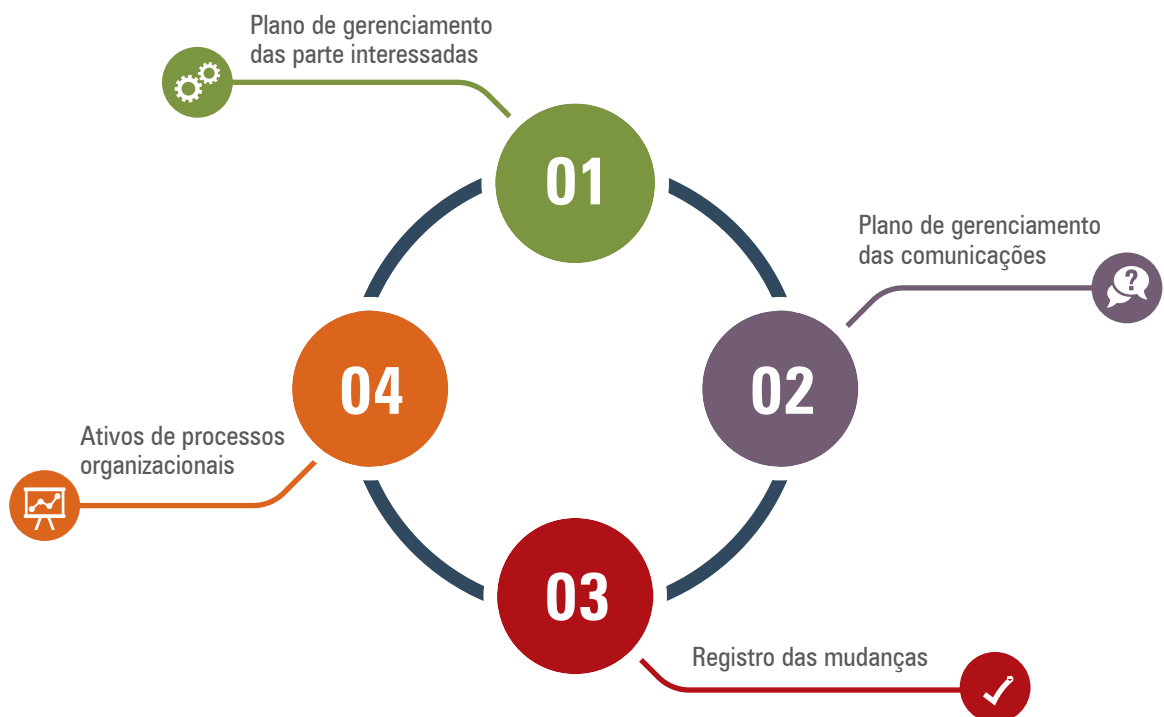 Plano de gerenciamento
das parte interessadas
01
Plano de gerenciamento
das comunicações
?
02
04
Ativos de processos
organizacionais
03
Registro das mudanças